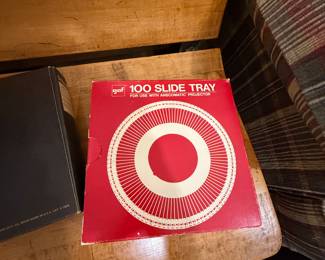 gaf 100 SLIDE TRAY
FOR USE WITH ANSCOMATIC PROJECTOR